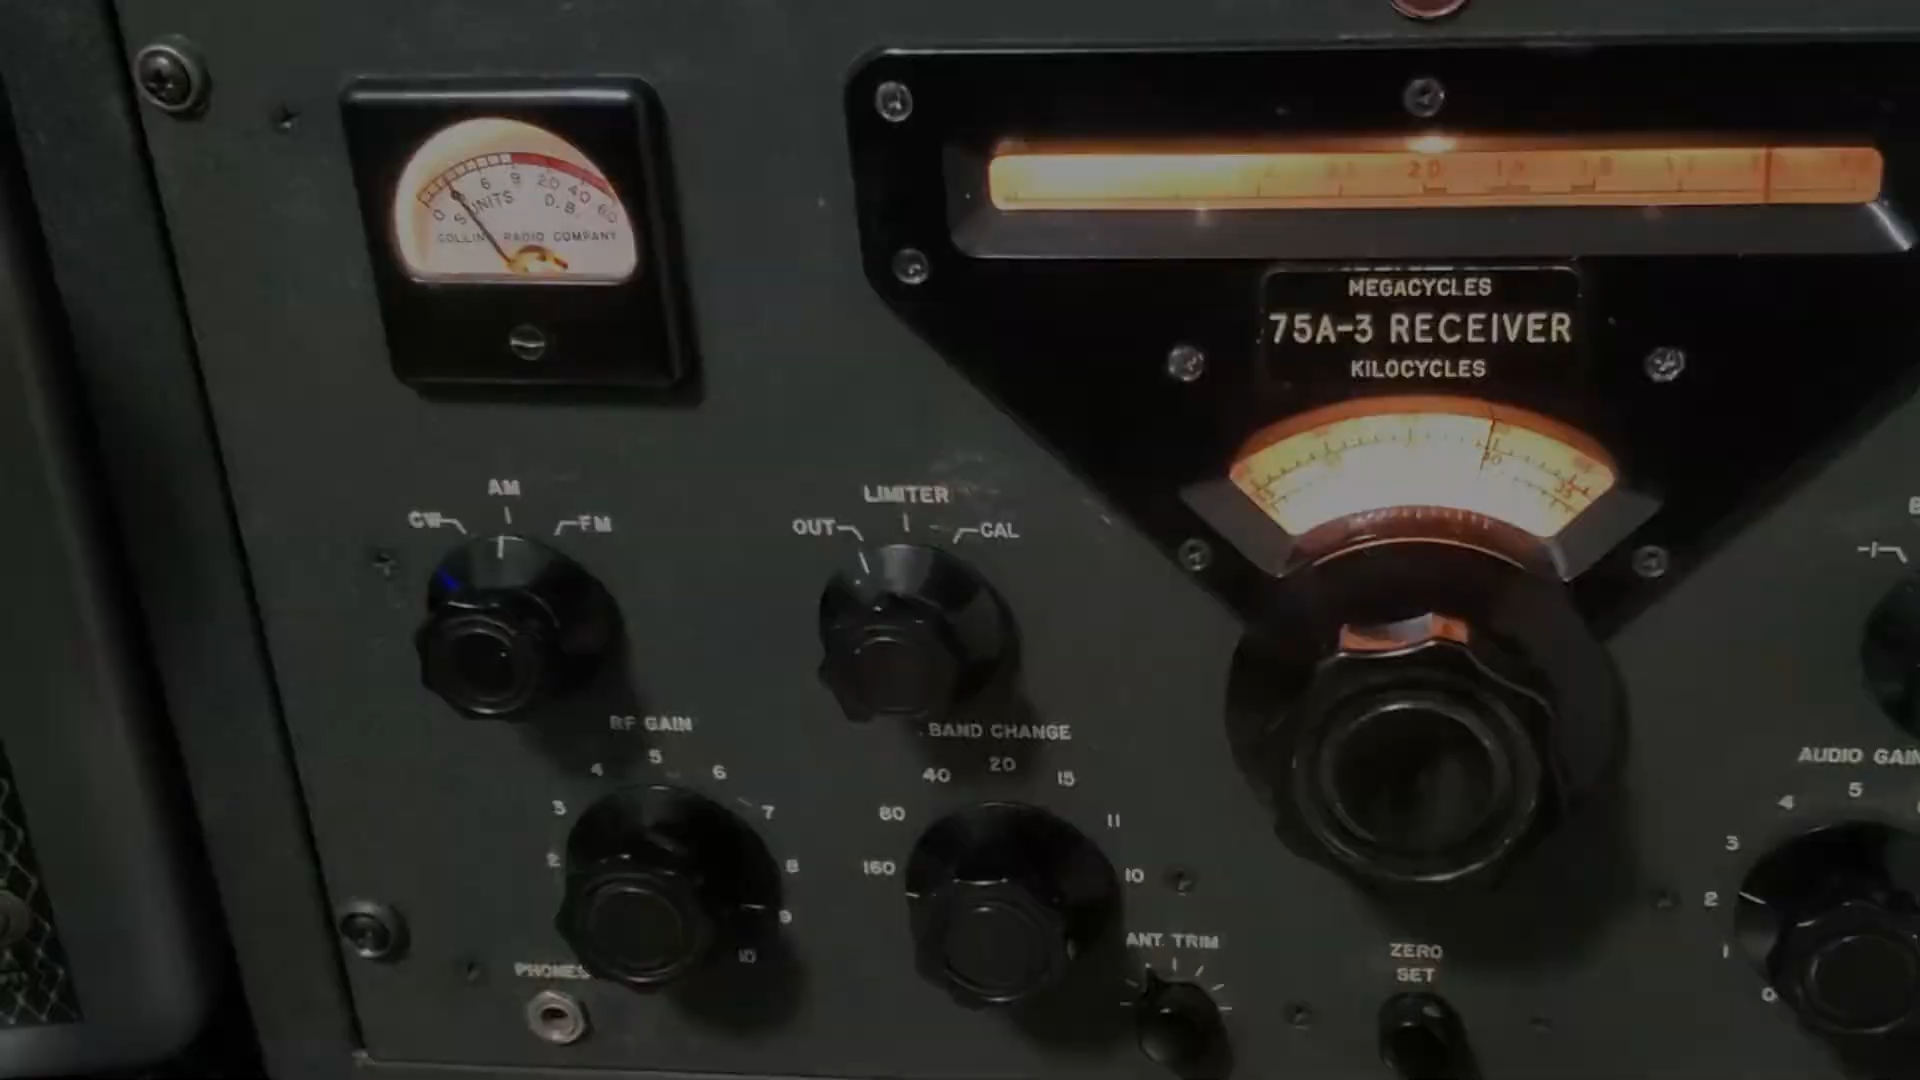 6 9 20 40 60
0 S UNITS D.B.
COLLINS RADIO COMPANY
20
MEGACYCLES
75A-3 RECEIVER
KILOCYCLES
AM
CW FM
LIMITER
OUT CAL
RF GAIN
2 3 4 5 6 7 8 9 10
BAND CHANGE
160 80 40 20 15 11 10
PHONES
ANT. TRIM
ZERO
SET
AUDIO GAIN
0 1 2 3 4 5